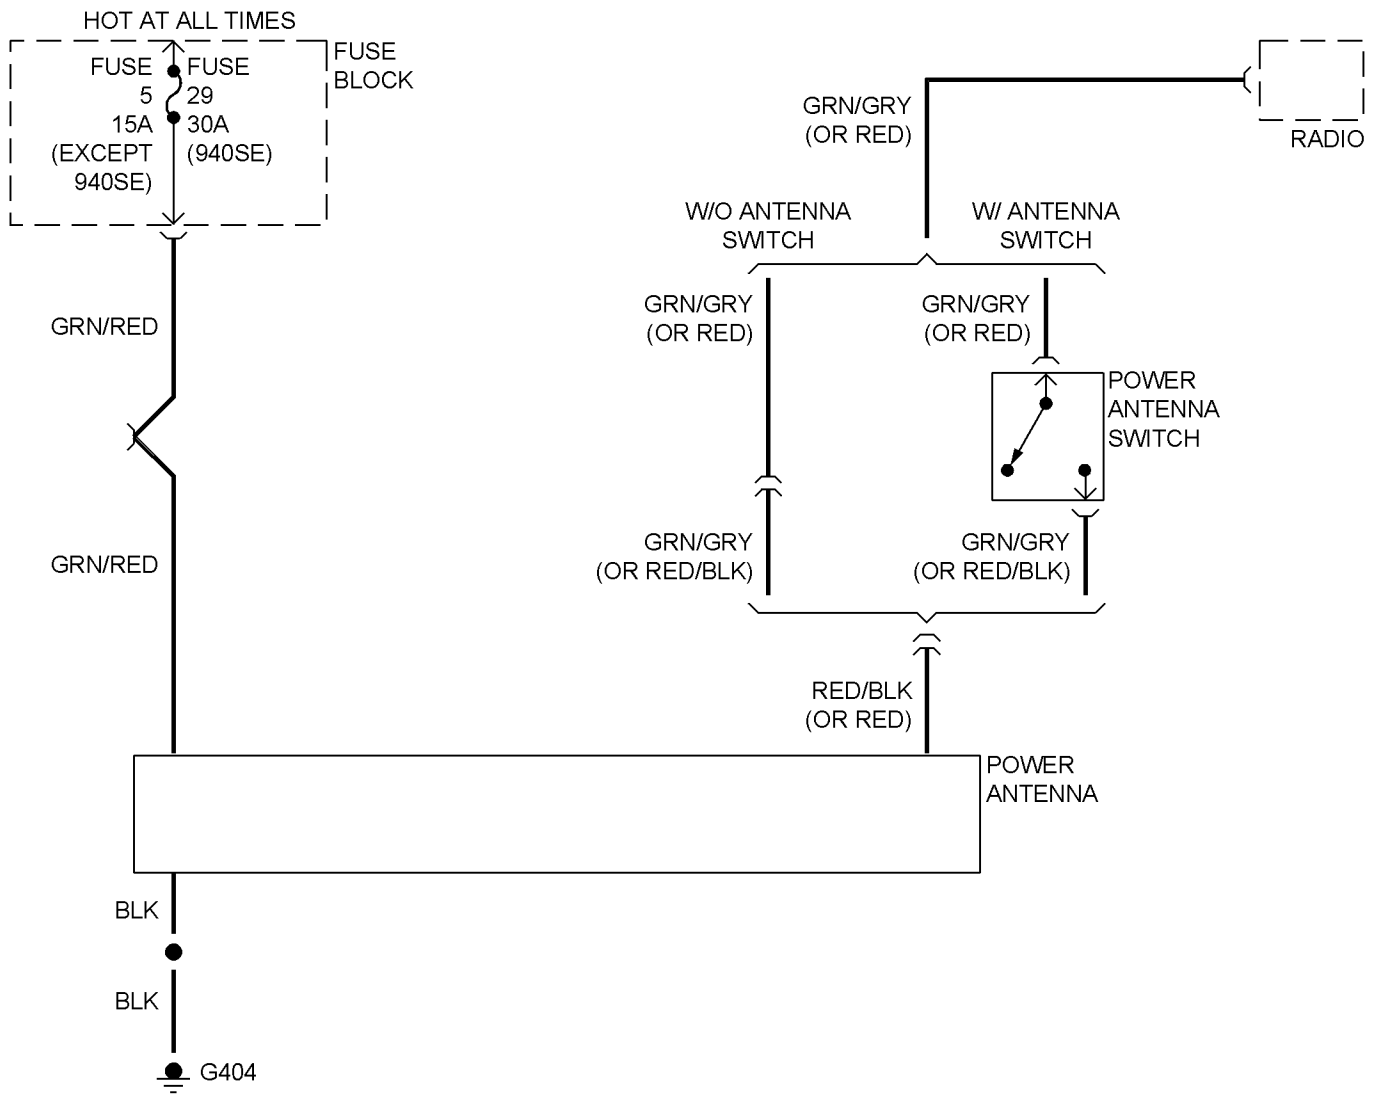 HOT AT ALL TIMES
FUSE
BLOCK
FUSE
5
15A
(EXCEPT
940SE)
FUSE
29
30A
(940SE)
GRN/RED
GRN/RED
RADIO
GRN/GRY
(OR RED)
W/O ANTENNA
SWITCH
W/ ANTENNA
SWITCH
GRN/GRY
(OR RED)
GRN/GRY
(OR RED)
POWER
ANTENNA
SWITCH
GRN/GRY
(OR RED/BLK)
GRN/GRY
(OR RED/BLK)
RED/BLK
(OR RED)
POWER
ANTENNA
BLK
BLK
G404